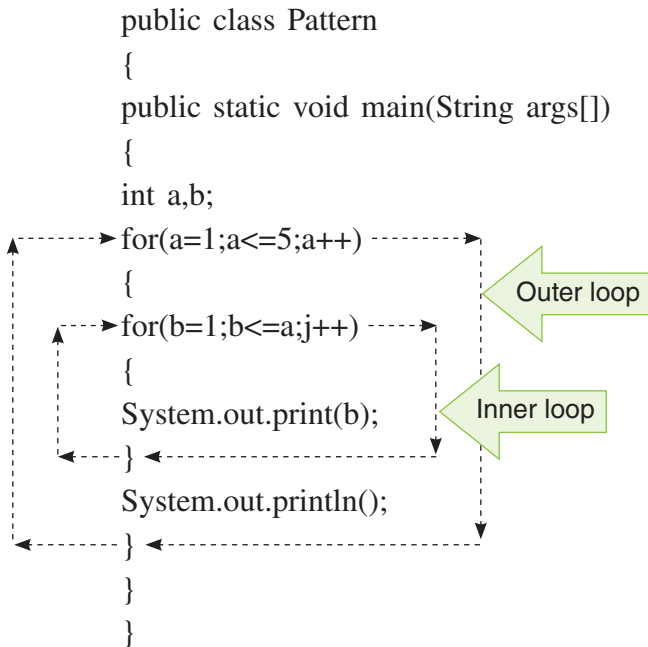 public class Pattern
{
public static void main(String args[])
{
int a,b;
for(a=1;a<=5;a++)
{
Outer loop
for(b=1;b<=a;j++)
{
System.out.print(b);
Inner loop
}
System.out.println();
}
}
}